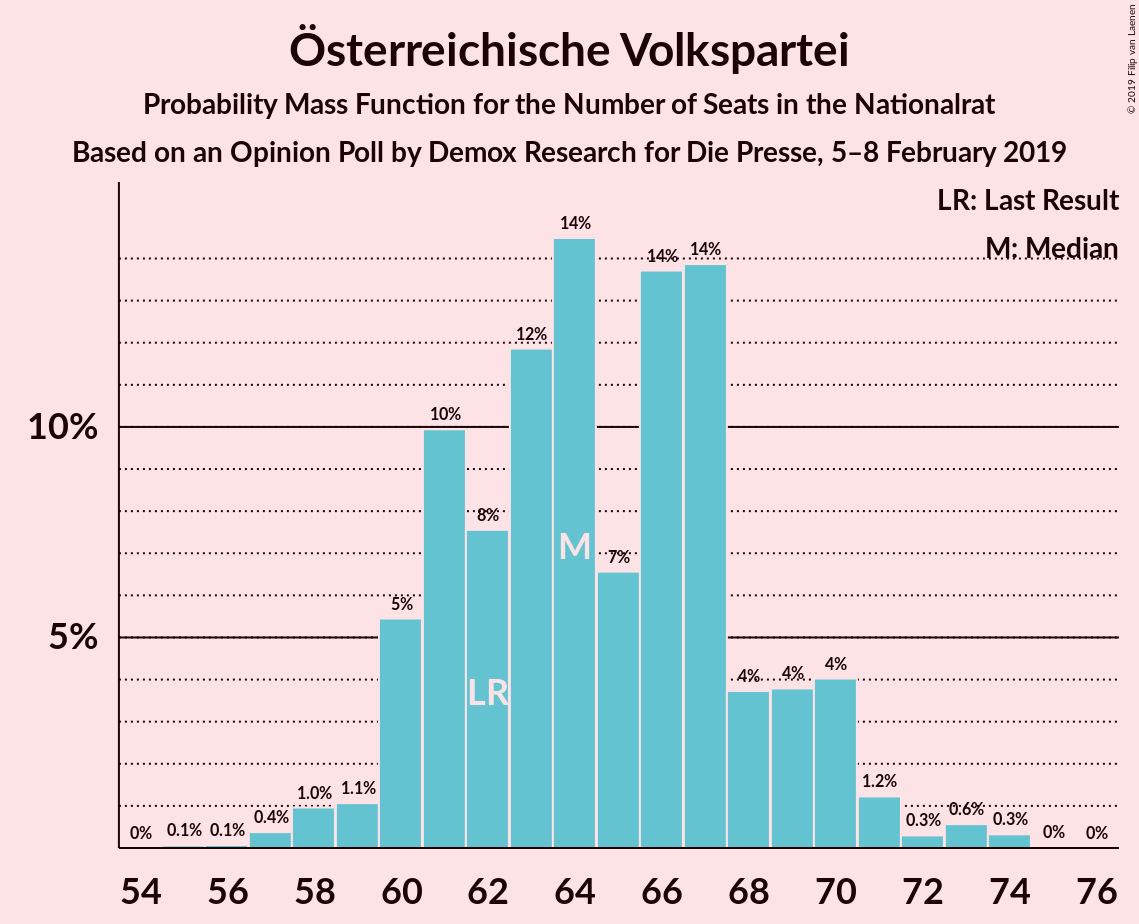 Österreichische Volkspartei
Probability Mass Function for the Number of Seats in the Nationalrat
Based on an Opinion Poll by Demox Research for Die Presse, 5–8 February 2019
© 2019 Filip van Laenen
LR: Last Result
M: Median
10%
5%
0%
0.1%
0.1%
0.4%
1.0%
1.1%
5%
10%
8%
12%
14%
7%
14%
14%
4%
4%
4%
1.2%
0.3%
0.6%
0.3%
0%
0%
LR
M
54 56 58 60 62 64 66 68 70 72 74 76